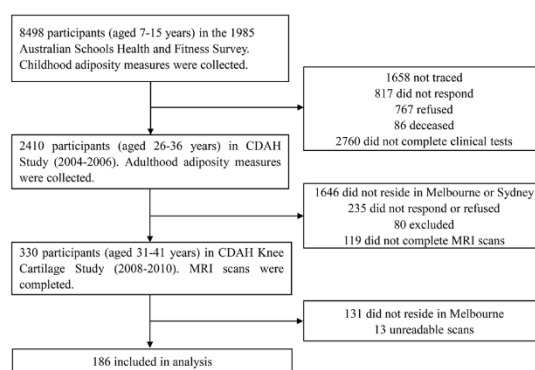 8498 participants (aged 7-15 years) in the 1985
Australian Schools Health and Fitness Survey.
Childhood adiposity measures were collected.
1658 not traced
817 did not respond
767 refused
86 deceased
2760 did not complete clinical tests
2410 participants (aged 26-36 years) in CDAH
Study (2004-2006). Adulthood adiposity measures
were collected.
1646 did not reside in Melbourne or Sydney
235 did not respond or refused
80 excluded
119 did not complete MRI scans
330 participants (aged 31-41 years) in CDAH Knee
Cartilage Study (2008-2010). MRI scans were
completed.
131 did not reside in Melbourne
13 unreadable scans
186 included in analysis